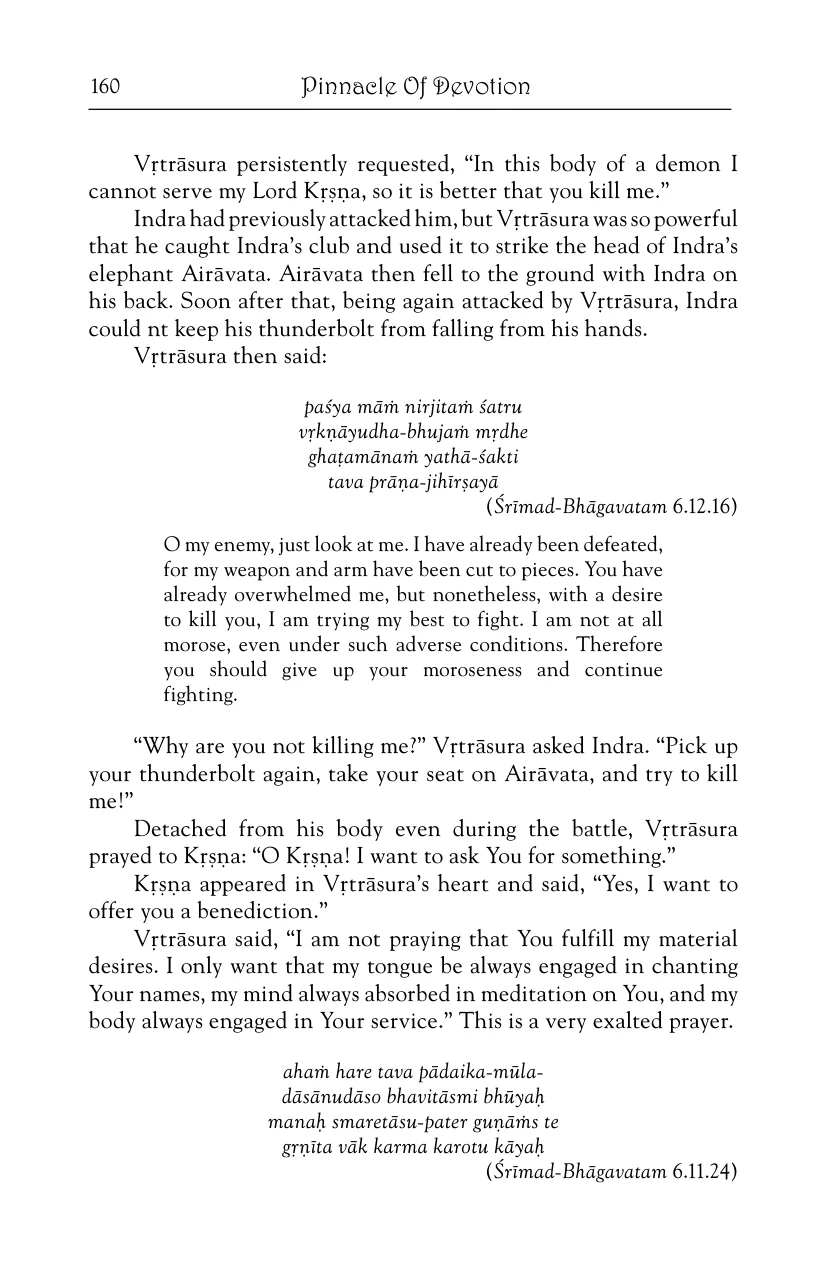 160 Pinnacle Of Devotion
Vṛtrāsura persistently requested, “In this body of a demon I
cannot serve my Lord Kṛṣṇa, so it is better that you kill me.”
Indra had previously attacked him, but Vṛtrāsura was so powerful
that he caught Indra’s club and used it to strike the head of Indra’s
elephant Airāvata. Airāvata then fell to the ground with Indra on
his back. Soon after that, being again attacked by Vṛtrāsura, Indra
could nt keep his thunderbolt from falling from his hands.
Vṛtrāsura then said:
paśya māṁ nirjitaṁ śatru
vṛkṇāyudha-bhujaṁ mṛdhe
ghaṭamānaṁ yathā-śakti
tava prāṇa-jihīrṣayā
(Śrīmad-Bhāgavatam 6.12.16)
O my enemy, just look at me. I have already been defeated,
for my weapon and arm have been cut to pieces. You have
already overwhelmed me, but nonetheless, with a desire
to kill you, I am trying my best to fight. I am not at all
morose, even under such adverse conditions. Therefore
you should give up your moroseness and continue
fighting.
“Why are you not killing me?” Vṛtrāsura asked Indra. “Pick up
your thunderbolt again, take your seat on Airāvata, and try to kill
me!”
Detached from his body even during the battle, Vṛtrāsura
prayed to Kṛṣṇa: “O Kṛṣṇa! I want to ask You for something.”
Kṛṣṇa appeared in Vṛtrāsura’s heart and said, “Yes, I want to
offer you a benediction.”
Vṛtrāsura said, “I am not praying that You fulfill my material
desires. I only want that my tongue be always engaged in chanting
Your names, my mind always absorbed in meditation on You, and my
body always engaged in Your service.” This is a very exalted prayer.
ahaṁ hare tava pādaika-mūla-
dāsānudāso bhavitāsmi bhūyaḥ
manaḥ smaretāsu-pater guṇāṁs te
gṛṇīta vāk karma karotu kāyaḥ
(Śrīmad-Bhāgavatam 6.11.24)